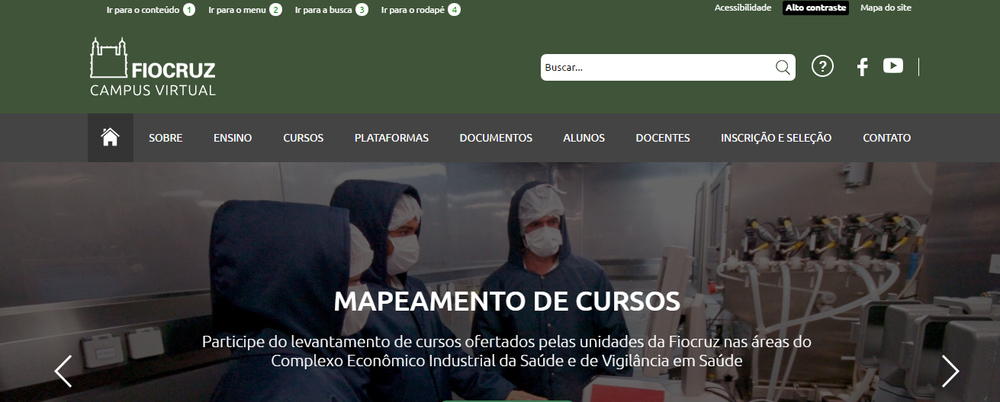 Ir para o conteúdo 1 Ir para o menu 2 Ir para a busca 3 Ir para o rodapé 4 Acessibilidade Alto contraste Mapa do site
FIOCRUZ
CAMPUS VIRTUAL
Buscar...
?
SOBRE ENSINO CURSOS PLATAFORMAS DOCUMENTOS ALUNOS DOCENTES INSCRIÇÃO E SELEÇÃO CONTATO
MAPEAMENTO DE CURSOS
Participe do levantamento de cursos ofertados pelas unidades da Fiocruz nas áreas do
Complexo Econômico Industrial da Saúde e de Vigilância em Saúde